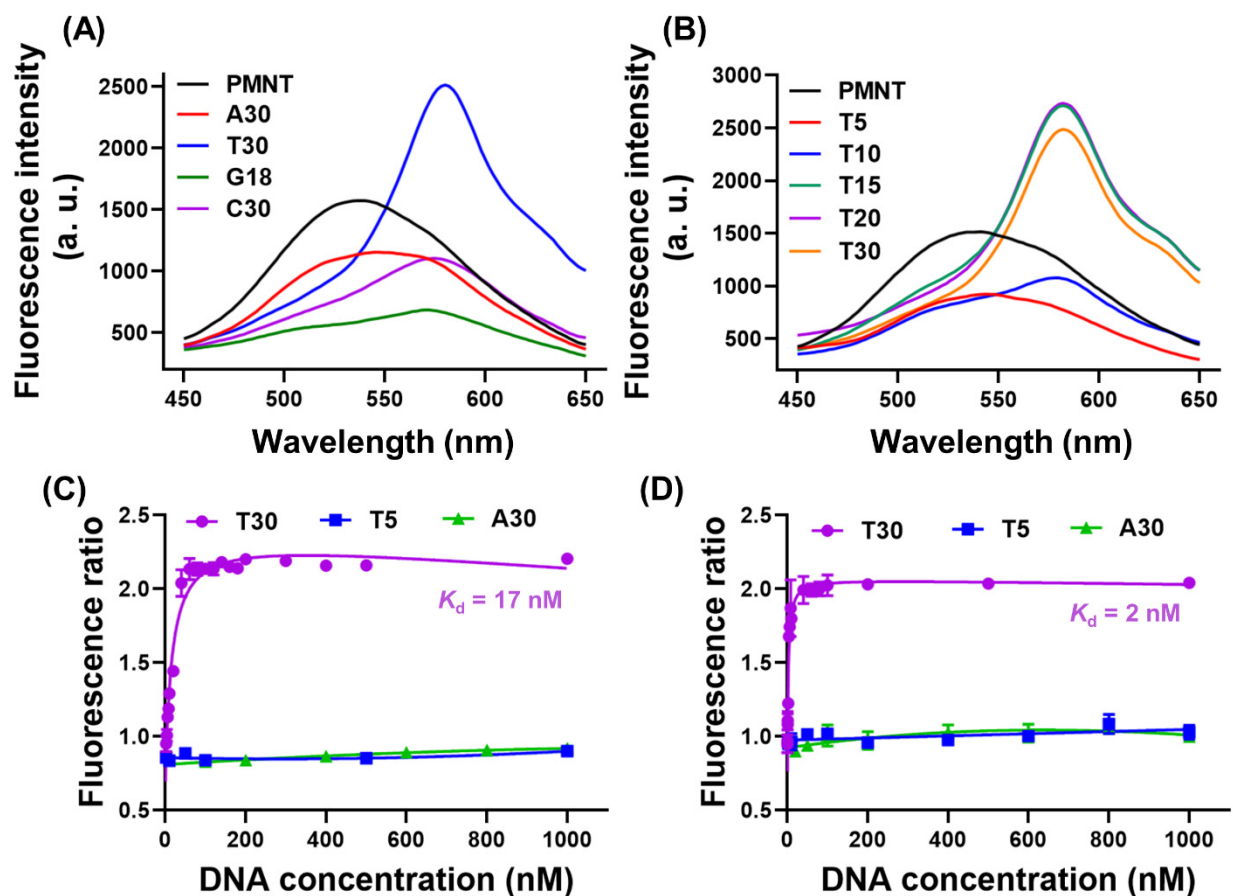 (A)
Fluorescence intensity
(a. u.)
2500
2000
1500
1000
500
PMNT
A30
T30
G18
C30
450
500
550
600
650
Wavelength (nm)
(B)
Fluorescence intensity
(a. u.)
3000
2500
2000
1500
1000
500
PMNT
T5
T10
T15
T20
T30
450
500
550
600
650
Wavelength (nm)
(C)
Fluorescence ratio
2.5
2.0
1.5
1.0
0.5
T30
T5
A30
Kd = 17 nM
0
200
400
600
800
1000
DNA concentration (nM)
(D)
Fluorescence ratio
2.5
2.0
1.5
1.0
0.5
T30
T5
A30
Kd = 2 nM
0
200
400
600
800
1000
DNA concentration (nM)